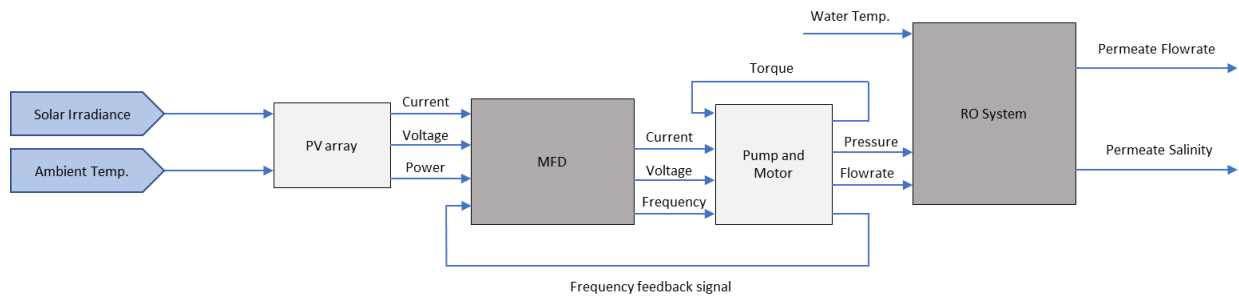 Solar Irradiance
Ambient Temp.
PV array
Current
Voltage
Power
MFD
Current
Voltage
Frequency
Torque
Pump and
Motor
Pressure
Flowrate
Water Temp.
RO System
Permeate Flowrate
Permeate Salinity
Frequency feedback signal